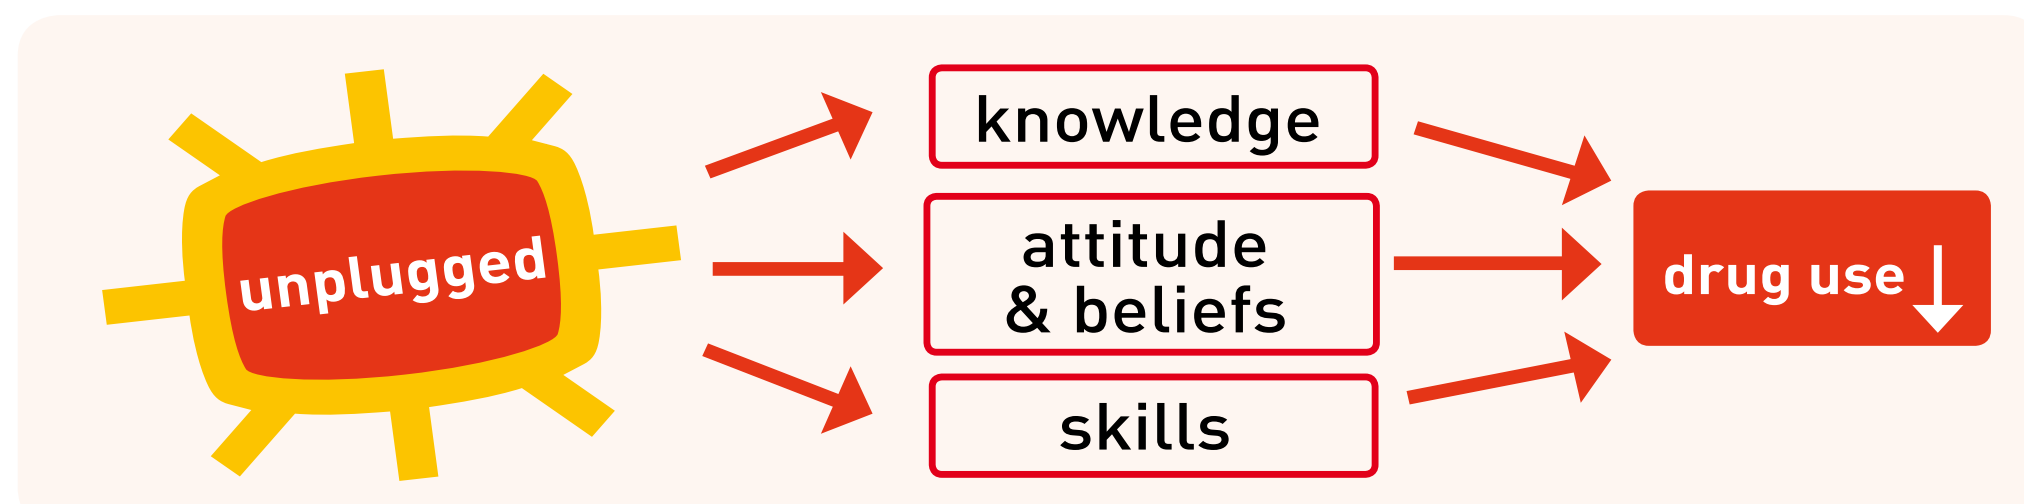 unplugged
knowledge
attitude
& beliefs
skills
drug use